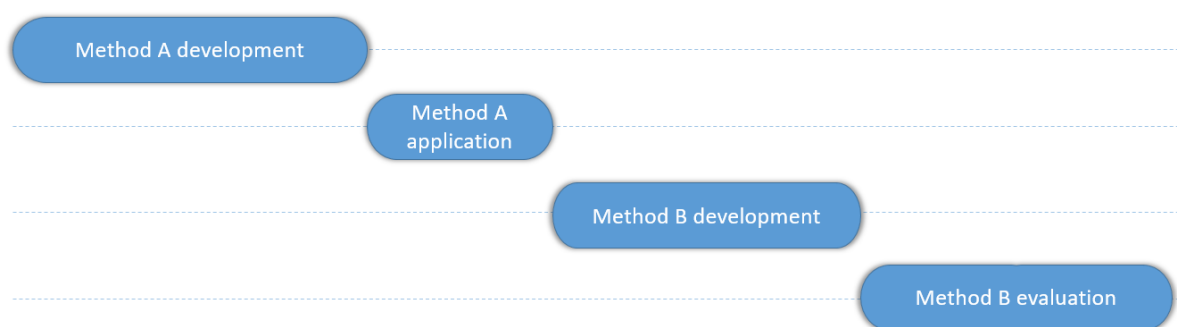 Method A development
Method A
application
Method B development
Method B evaluation